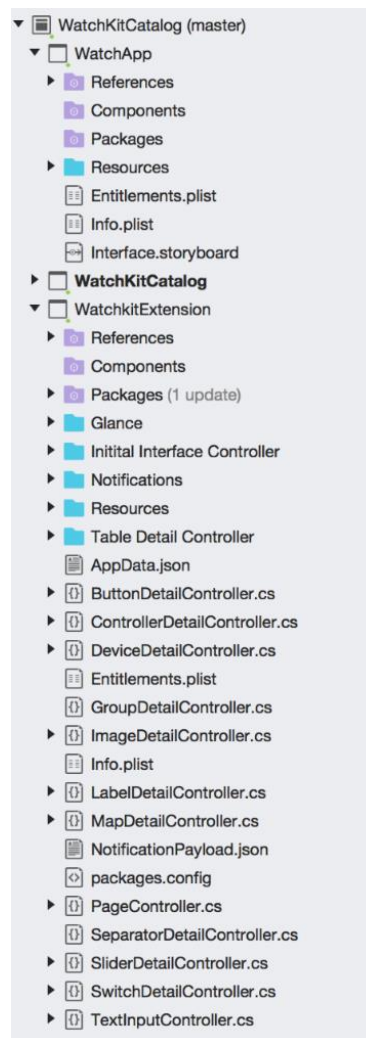 WatchKitCatalog (master)
WatchApp
References
Components
Packages
Resources
Entitlements.plist
Info.plist
Interface.storyboard
WatchKitCatalog
WatchkitExtension
References
Components
Packages (1 update)
Glance
Initital Interface Controller
Notifications
Resources
Table Detail Controller
AppData.json
ButtonDetailController.cs
ControllerDetailController.cs
DeviceDetailController.cs
Entitlements.plist
GroupDetailController.cs
ImageDetailController.cs
Info.plist
LabelDetailController.cs
MapDetailController.cs
NotificationPayload.json
packages.config
PageController.cs
SeparatorDetailController.cs
SliderDetailController.cs
SwitchDetailController.cs
TextInputController.cs